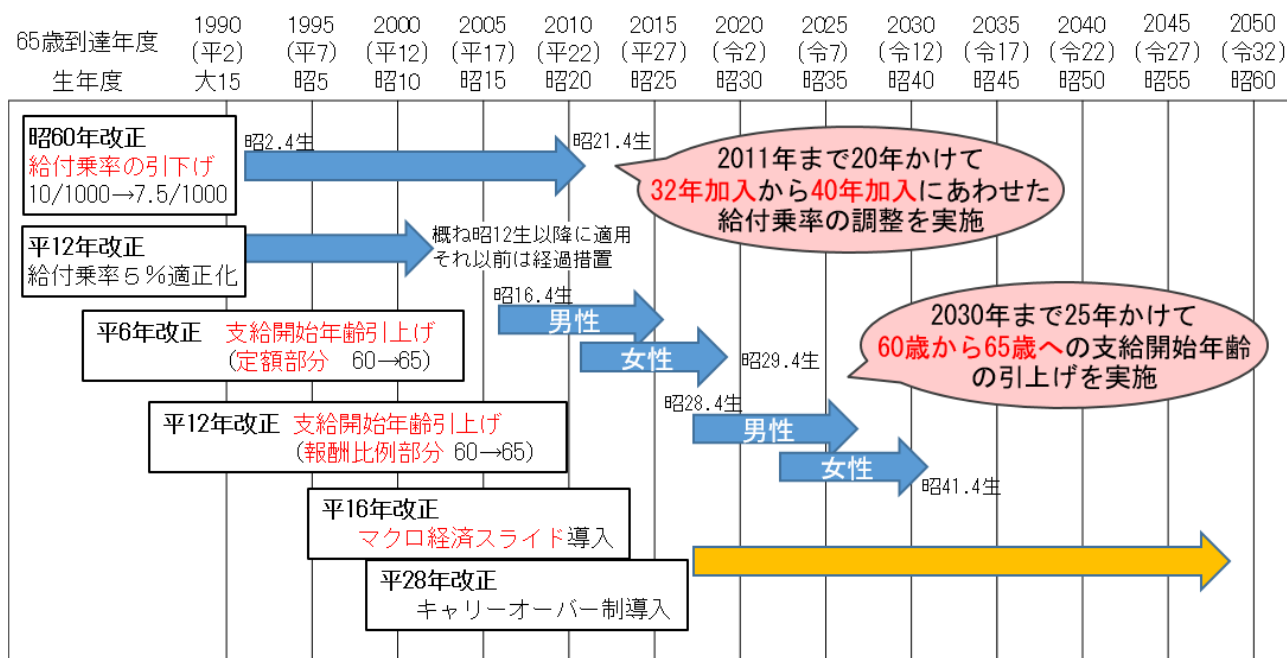 65歳到達年度 1990 1995 2000 2005 2010 2015 2020 2025 2030 2035 2040 2045 2050
(平2) (平7) (平12) (平17) (平22) (平27) (令2) (令7) (令12) (令17) (令22) (令27) (令32)
生年度 大15 昭5 昭10 昭15 昭20 昭25 昭30 昭35 昭40 昭45 昭50 昭55 昭60
昭60年改正
給付乗率の引下げ
10/1000→7.5/1000
昭2.4生
昭21.4生
2011年まで20年かけて
32年加入から40年加入にあわせた
給付乗率の調整を実施
平12年改正
給付乗率5%適正化
概ね昭12生以降に適用
それ以前は経過措置
平6年改正 支給開始年齢引上げ
(定額部分 60→65)
昭16.4生
男性
女性
昭29.4生
2030年まで25年かけて
60歳から65歳への支給開始年齢
の引上げを実施
平12年改正 支給開始年齢引上げ
(報酬比例部分 60→65)
昭28.4生
男性
女性
昭41.4生
平16年改正
マクロ経済スライド導入
平28年改正
キャリーオーバー制導入